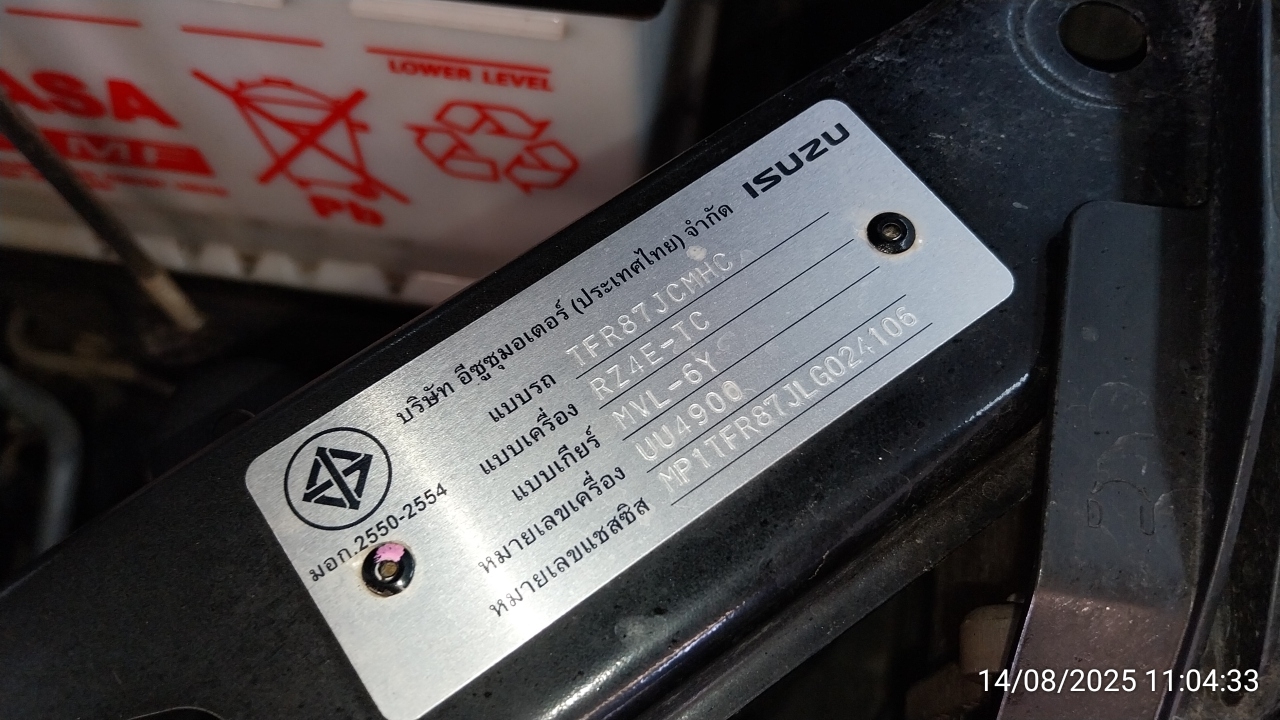 LOWER LEVEL
ASA
MF
Pb
ISUZU
บริษัท อีซูซุมอเตอร์ (ประเทศไทย) จำกัด
แบบรถ TFR87JCMHC
แบบเครื่อง RZ4E-TC
แบบเกียร์ MVL-6Y
หมายเลขเครื่อง UU4900
หมายเลขแชสซิส MP1TFR87JLG024106
มอก.2550-2554
14/08/2025 11:04:33